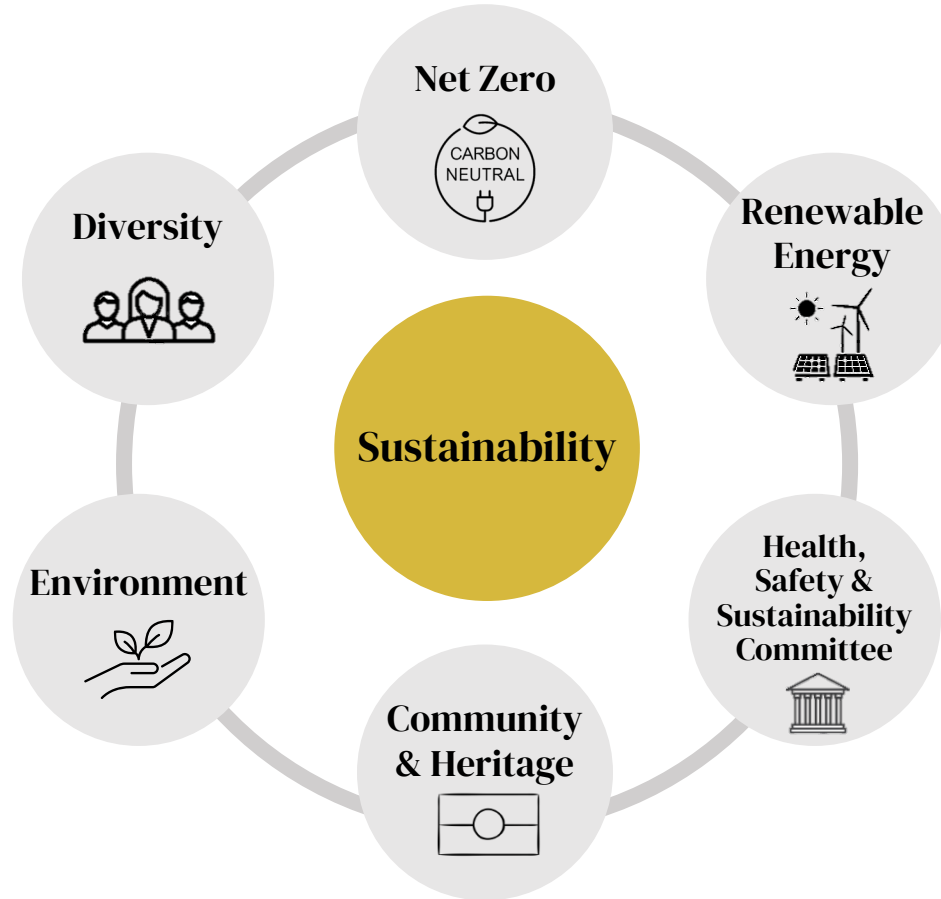 Net Zero
CARBON
NEUTRAL
Renewable
Energy
Health,
Safety &
Sustainability
Committee
Community
& Heritage
Environment
Diversity
Sustainability